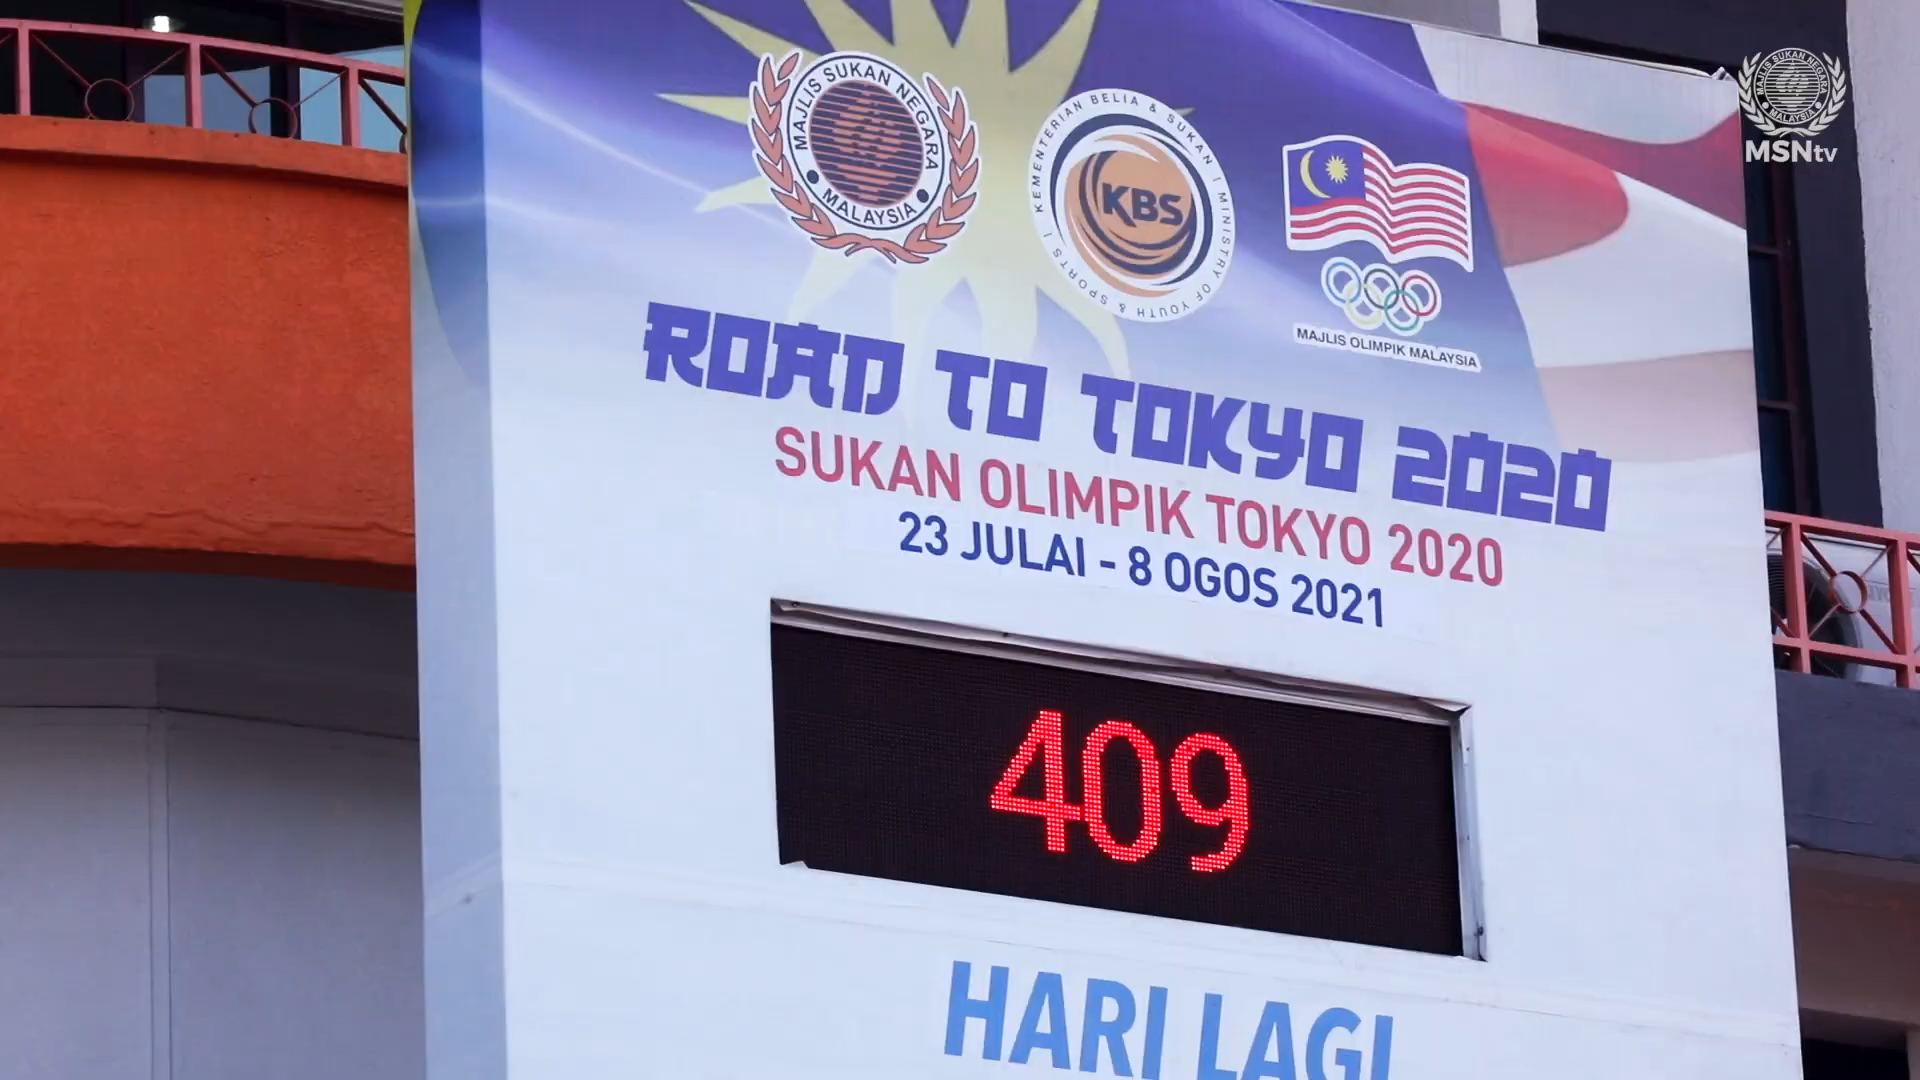 MAJLIS SUKAN NEGARA
MALAYSIA
KEMENTERIAN BELIA & SUKAN | MINISTRY OF YOUTH & SPORTS |
KBS
MAJLIS OLIMPIK MALAYSIA
MAJLIS SUKAN NEGARA
MALAYSIA
MSNtv
ROAD TO TOKYO 2020
SUKAN OLIMPIK TOKYO 2020
23 JULAI - 8 OGOS 2021
409
HARI LAGI